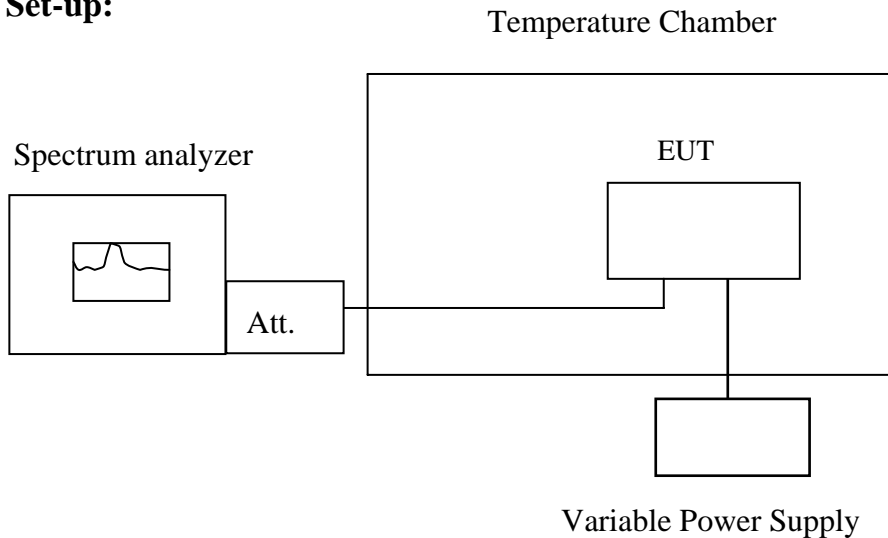 Set-up:
Temperature Chamber
Spectrum analyzer
EUT
Att.
Variable Power Supply